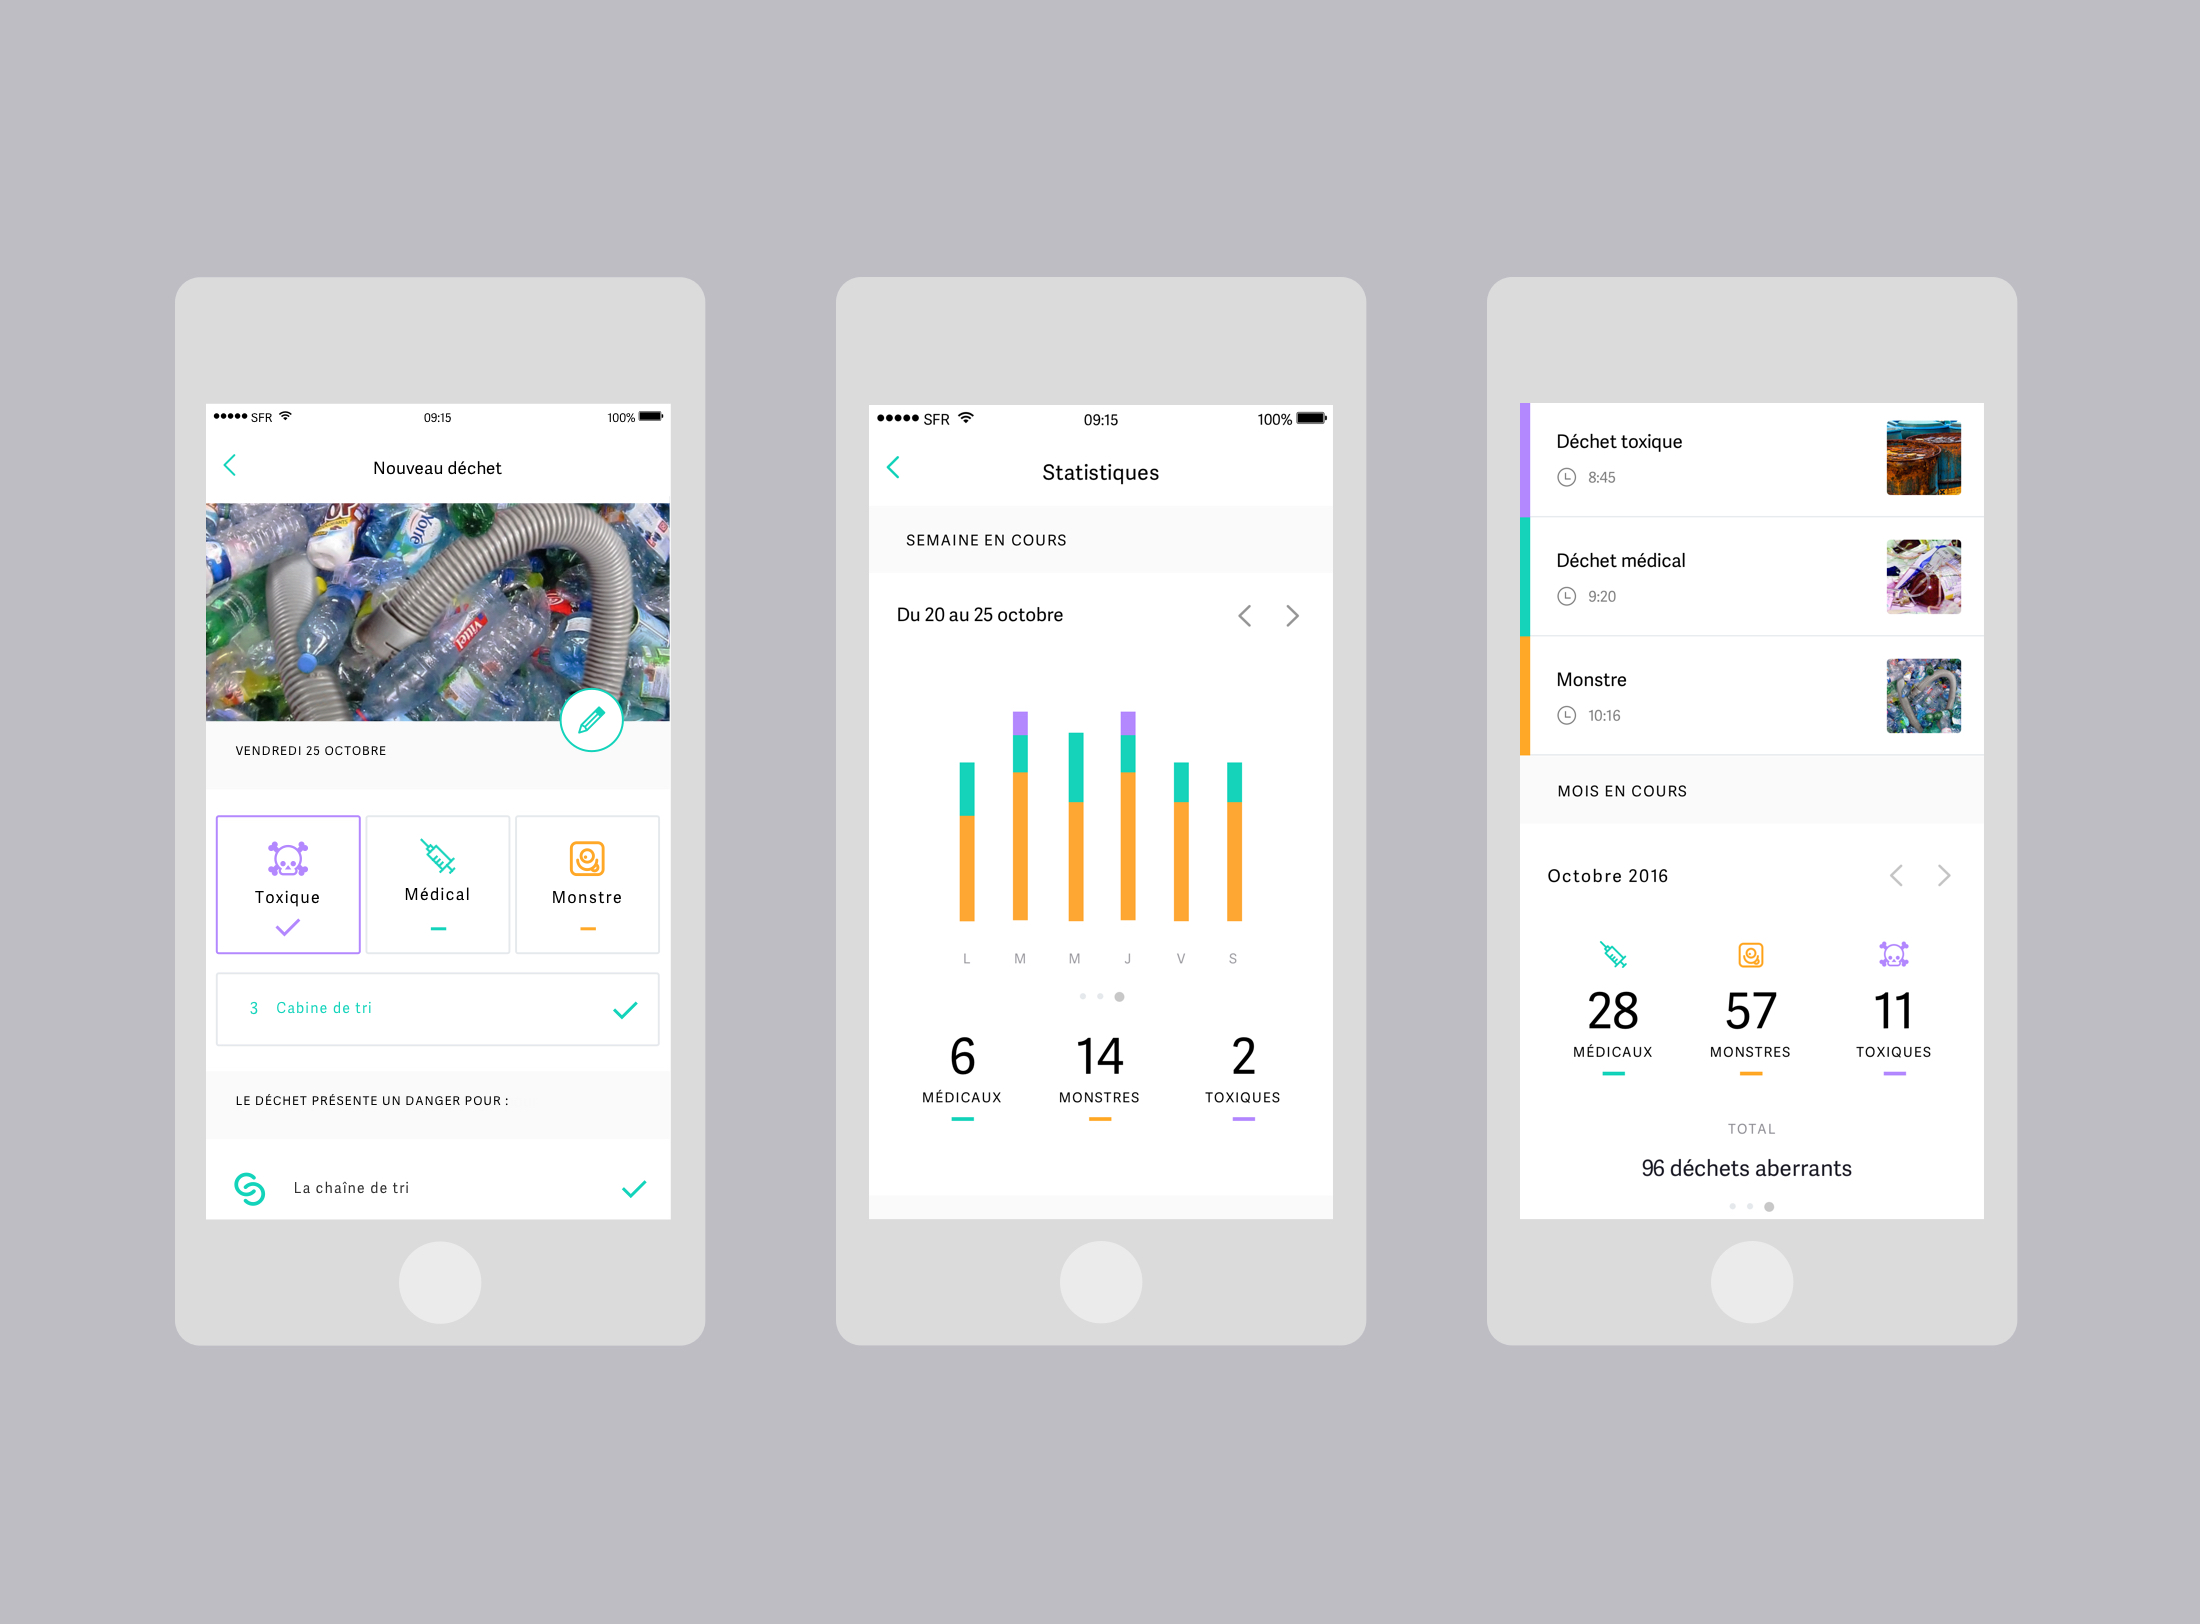 SFR 09:15 100%
Nouveau déchet
VENDREDI 25 OCTOBRE
Toxique Médical Monstre
3 Cabine de tri
LE DÉCHET PRÉSENTE UN DANGER POUR :
La chaîne de tri
SFR 09:15 100%
Statistiques
SEMAINE EN COURS
Du 20 au 25 octobre
L M M J V S
6 14 2
MÉDICAUX MONSTRES TOXIQUES
Déchet toxique
8:45
Déchet médical
9:20
Monstre
10:16
MOIS EN COURS
Octobre 2016
28 57 11
MÉDICAUX MONSTRES TOXIQUES
TOTAL
96 déchets aberrants
Vittel